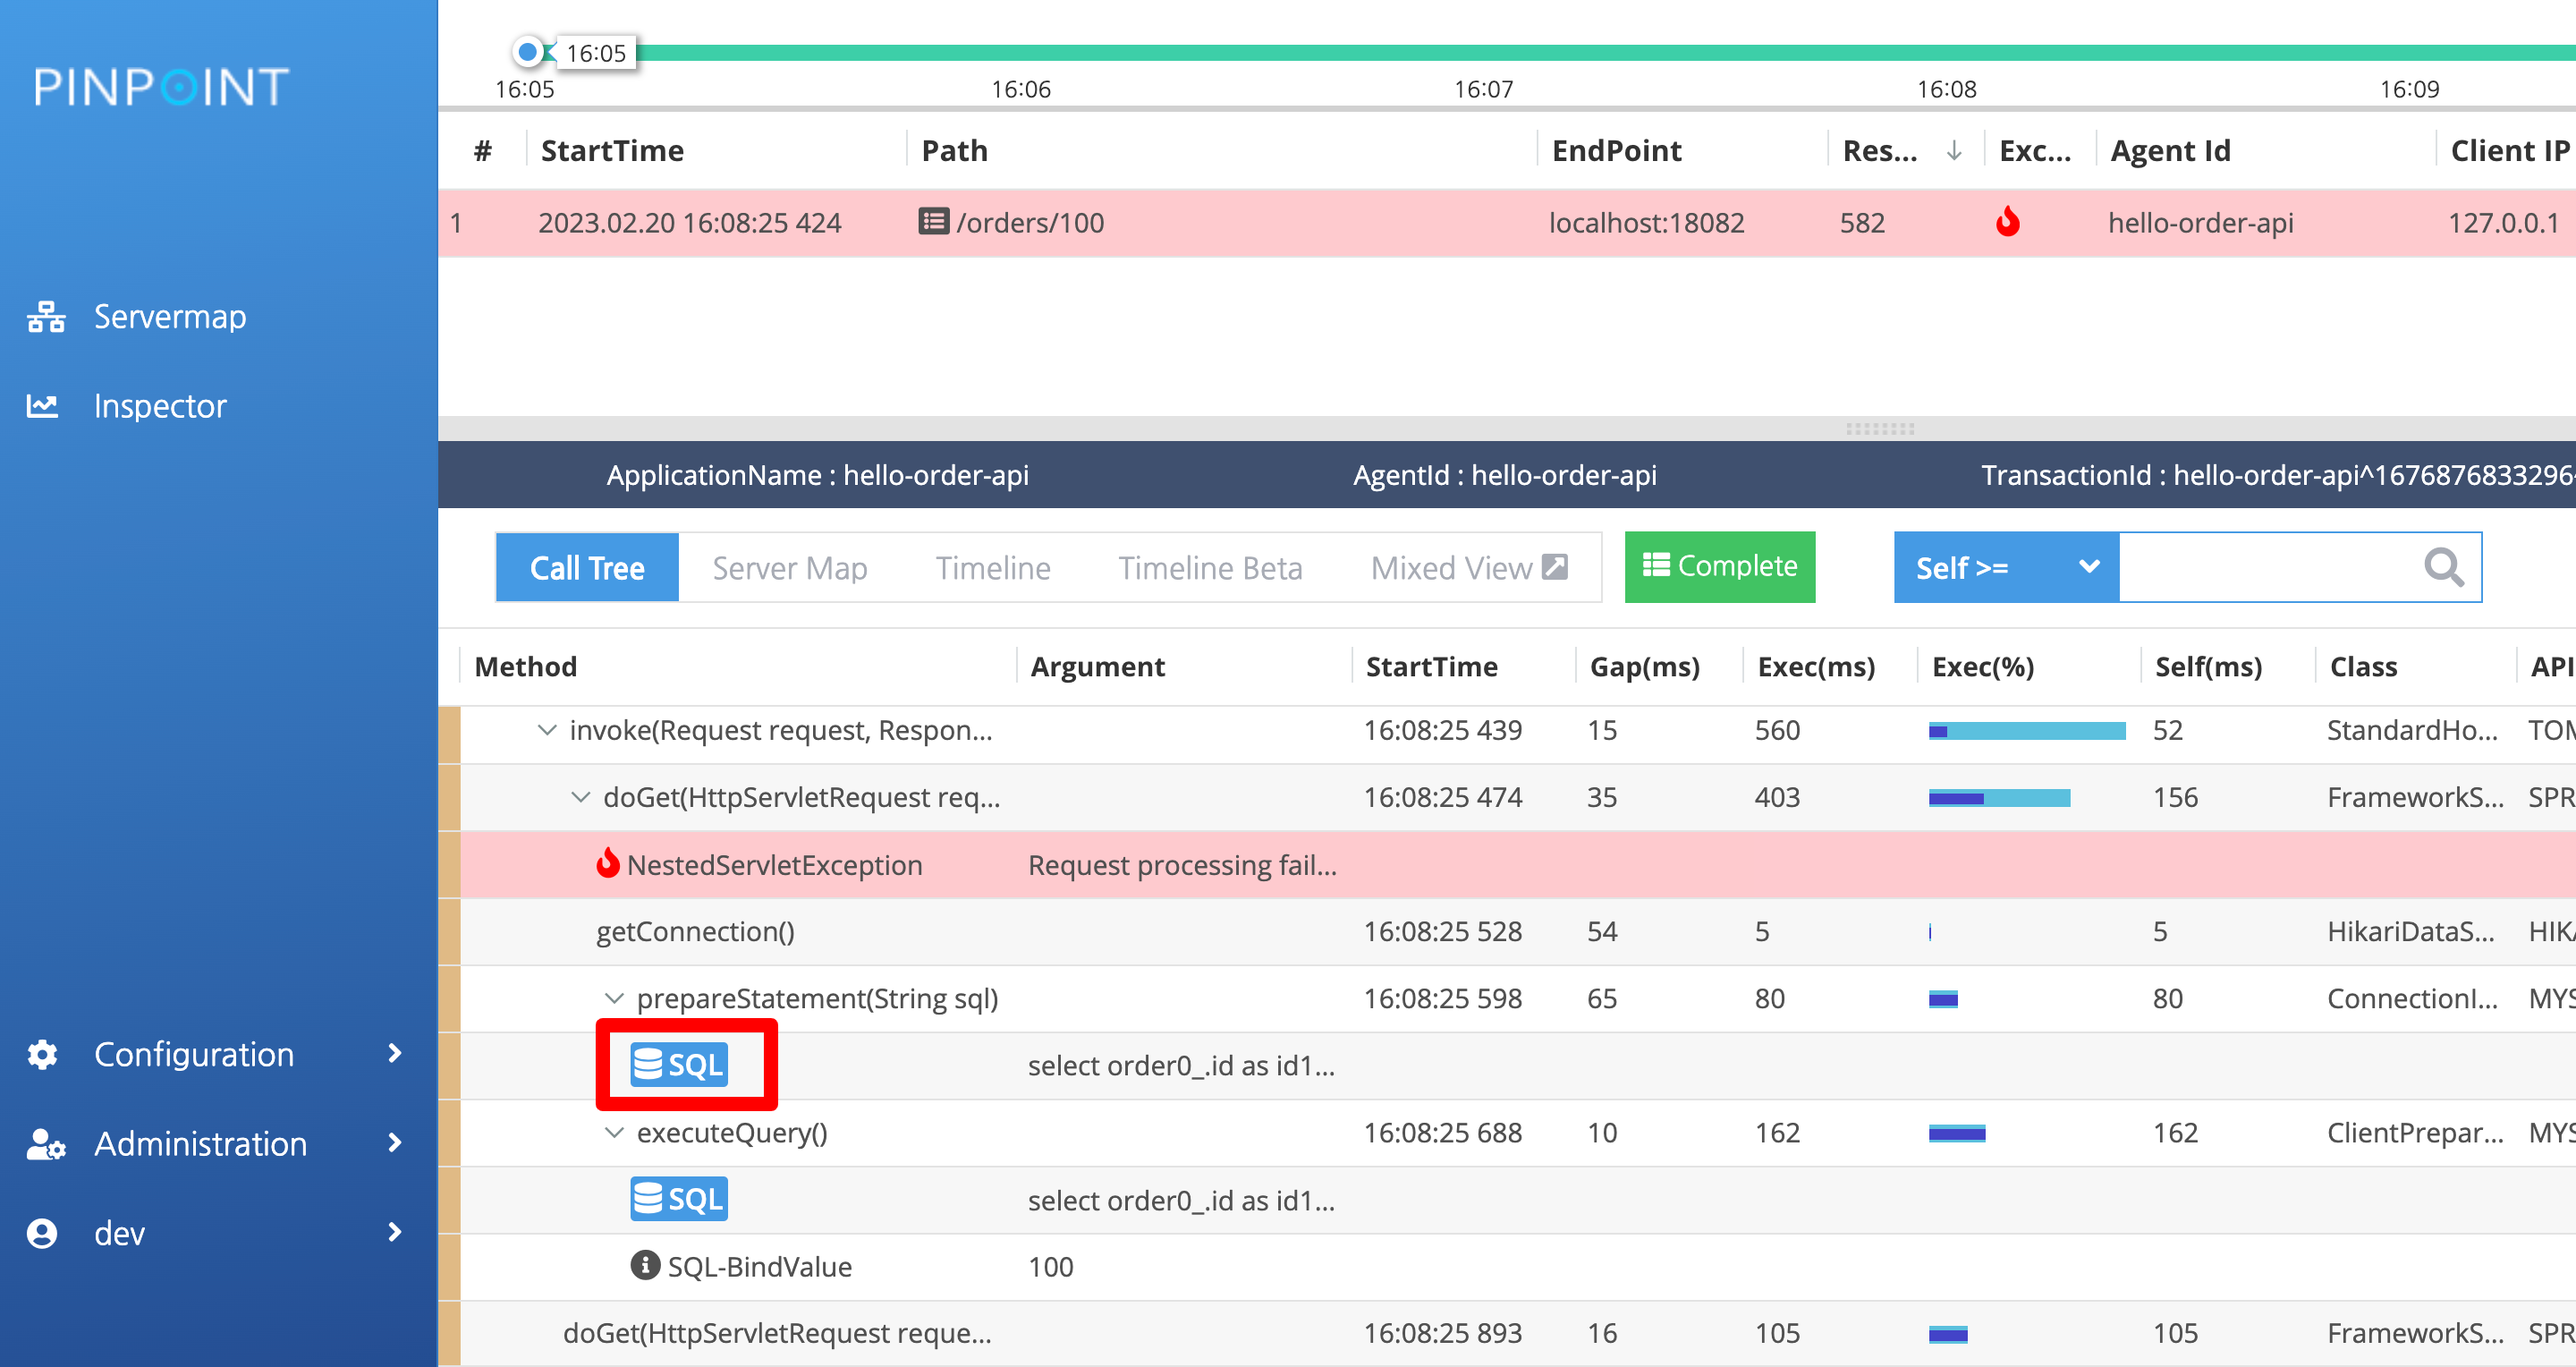 PINPOINT
Servermap
Inspector
Configuration
Administration
dev
16:05
16:05 16:06 16:07 16:08 16:09
# StartTime Path EndPoint Res... Exc... Agent Id Client IP
1 2023.02.20 16:08:25 424 /orders/100 localhost:18082 582 hello-order-api 127.0.0.1
ApplicationName : hello-order-api AgentId : hello-order-api TransactionId : hello-order-api^1676876833296
Call Tree Server Map Timeline Timeline Beta Mixed View Complete Self >=
Method Argument StartTime Gap(ms) Exec(ms) Exec(%) Self(ms) Class API
invoke(Request request, Respon... 16:08:25 439 15 560 52 StandardHo... TOM
doGet(HttpServletRequest req... 16:08:25 474 35 403 156 FrameworkS... SPR
NestedServletException Request processing fail...
getConnection() 16:08:25 528 54 5 5 HikariDataS... HIKA
prepareStatement(String sql) 16:08:25 598 65 80 80 ConnectionI... MYS
SQL select order0_.id as id1...
executeQuery() 16:08:25 688 10 162 162 ClientPrepar... MYS
SQL select order0_.id as id1...
SQL-BindValue 100
doGet(HttpServletRequest reque... 16:08:25 893 16 105 105 FrameworkS... SPR